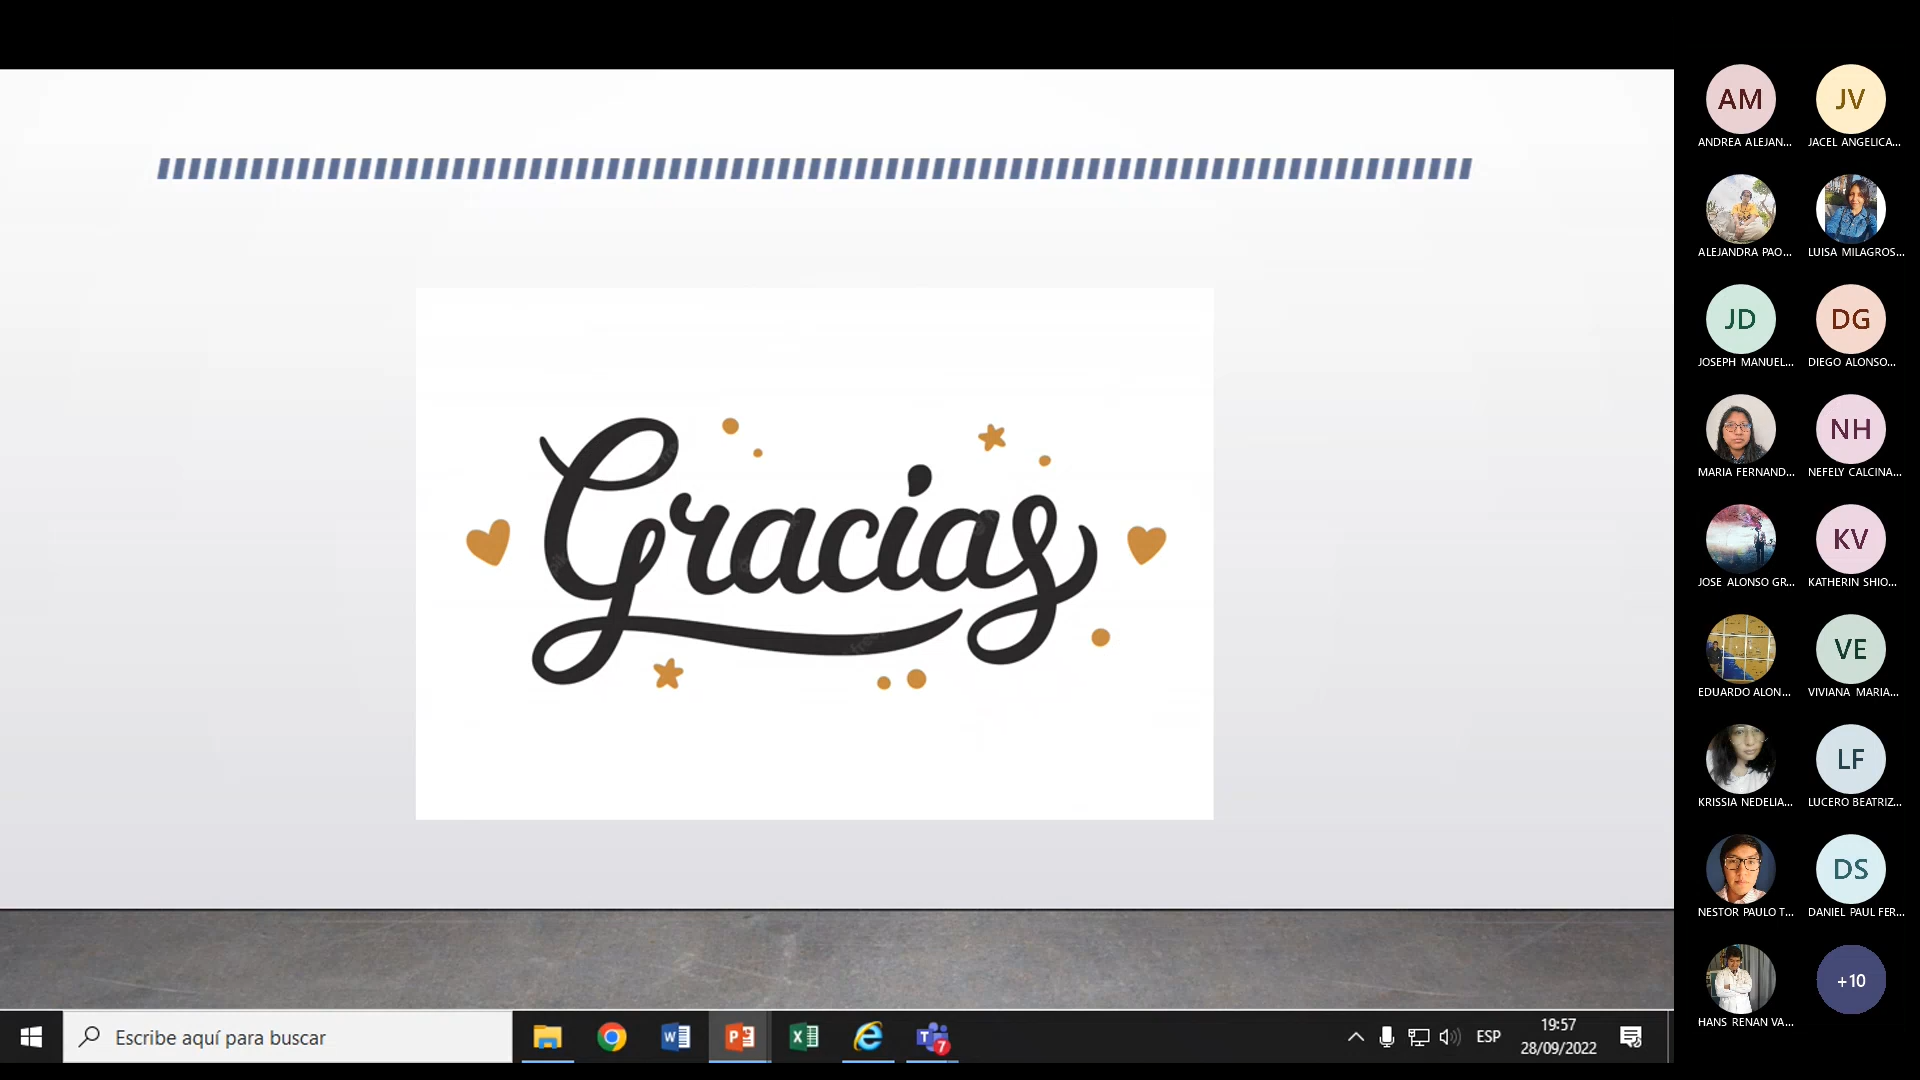 Gracias
AM
JV
ANDREA ALEJAN...
JACEL ANGELICA...
ALEJANDRA PAO...
LUISA MILAGROS...
JD
DG
JOSEPH MANUEL...
DIEGO ALONSO...
NH
MARIA FERNAND...
NEFELY CALCINA...
KV
JOSE ALONSO GR...
KATHERIN SHIO...
VE
EDUARDO ALON...
VIVIANA MARIA...
LF
KRISSIA NEDELIA...
LUCERO BEATRIZ...
DS
NESTOR PAULO T...
DANIEL PAUL FER...
+10
HANS RENAN VA...
Escribe aquí para buscar
7
ESP
19:57
28/09/2022